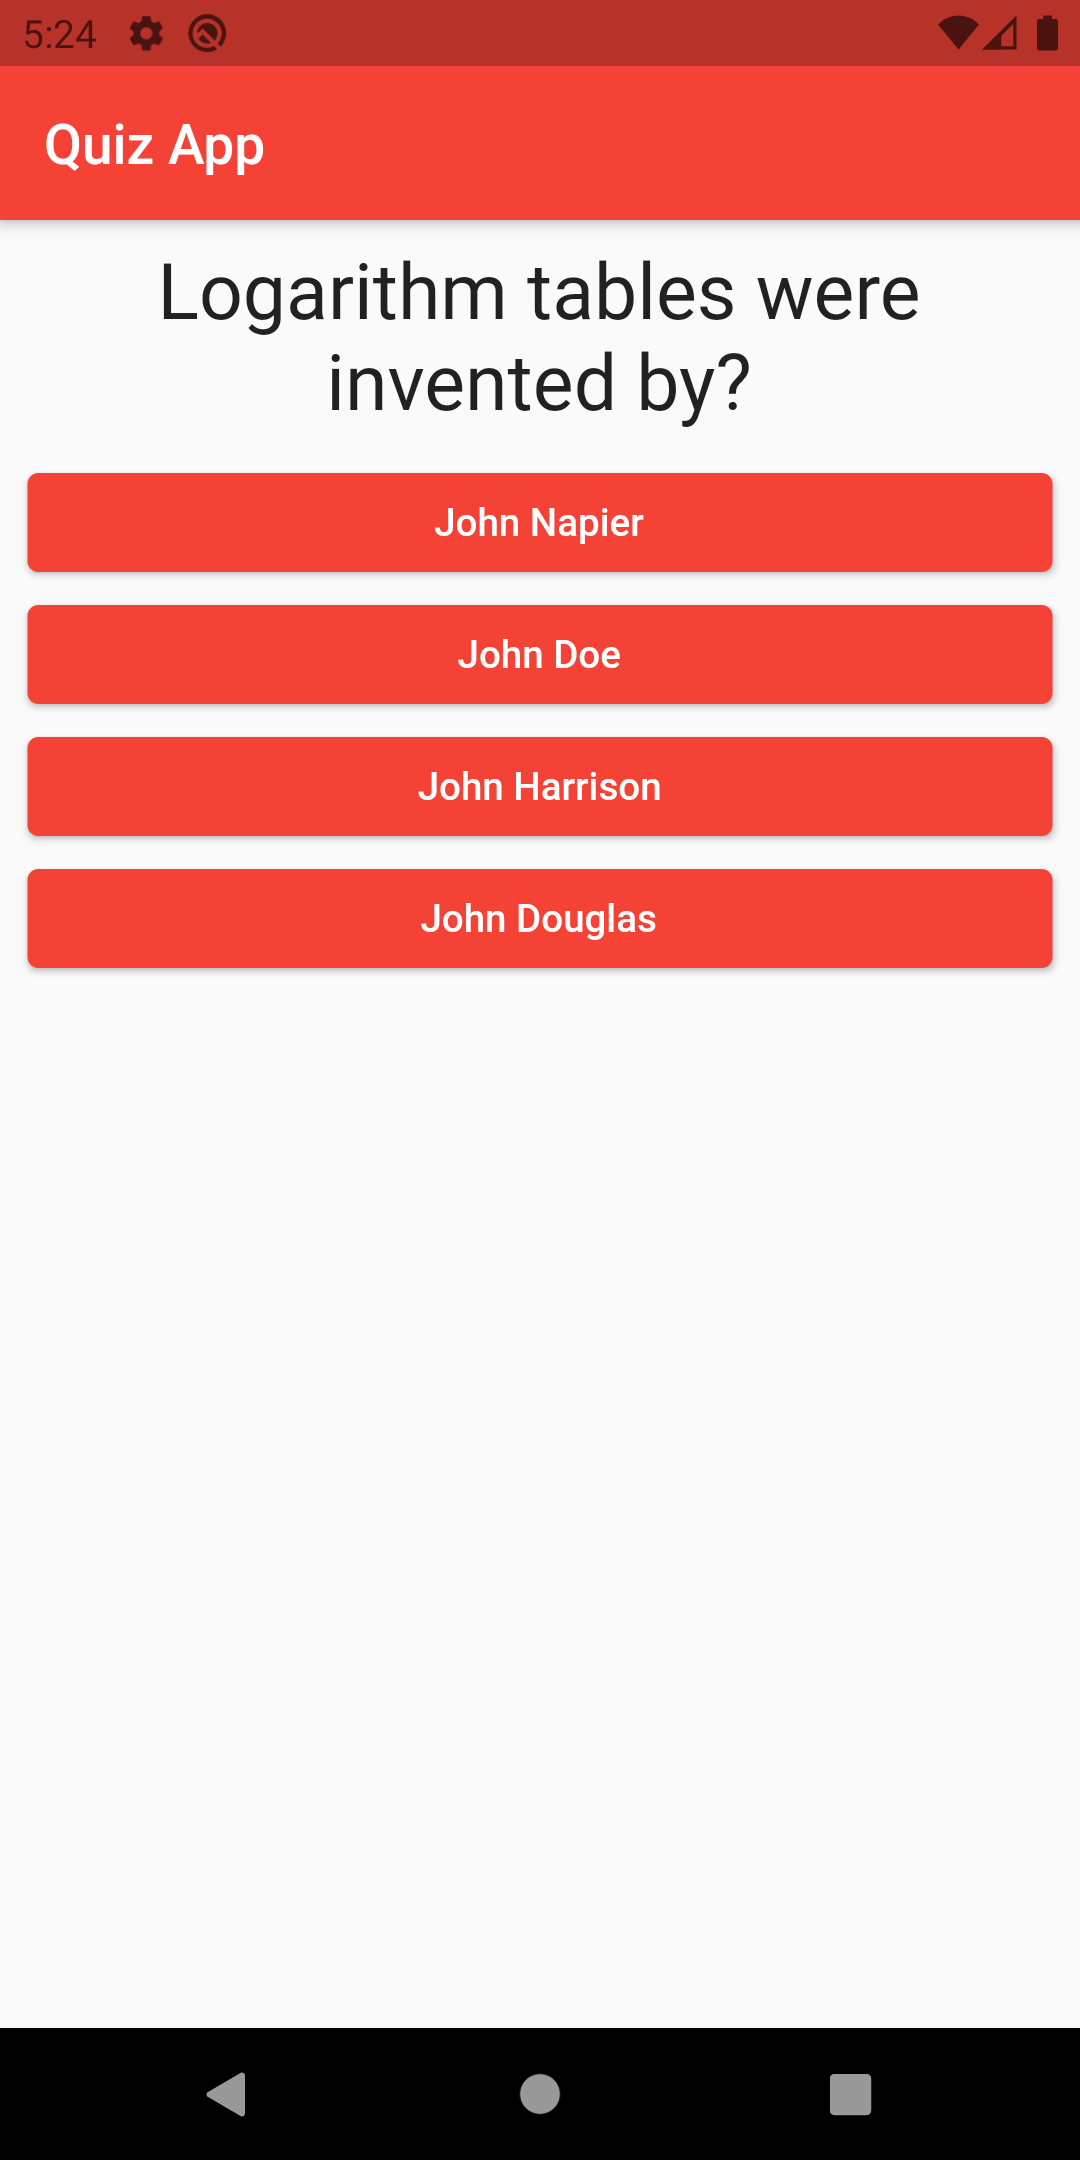 5:24
Quiz App
Logarithm tables were
invented by?
John Napier
John Doe
John Harrison
John Douglas